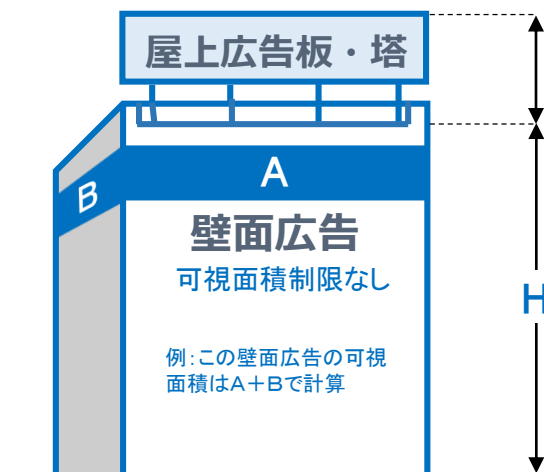 屋上広告板・塔
A
B
壁面広告
可視面積制限なし
H
例：この壁面広告の可視
面積はA＋Bで計算